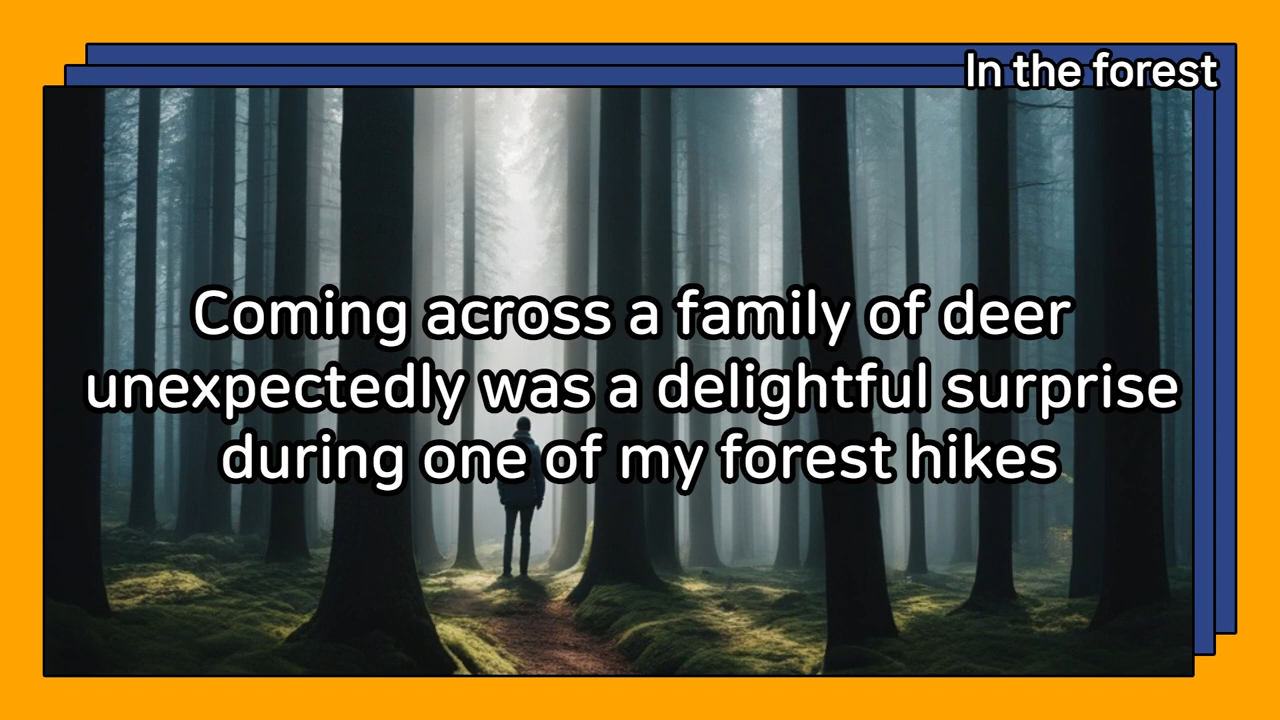 In the forest
Coming across a family of deer
unexpectedly was a delightful surprise
during one of my forest hikes